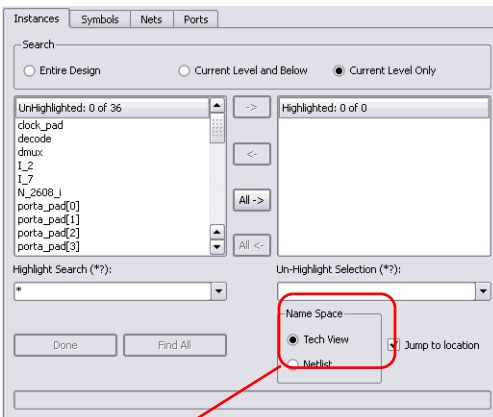 Instances Symbols Nets Ports
Search
Entire Design Current Level and Below Current Level Only
UnHighlighted: 0 of 36
clock_pad
decode
dmux
I_2
I_7
N_2608_i
porta_pad[0]
porta_pad[1]
porta_pad[2]
porta_pad[3]
->
<-
All ->
All <-
Highlighted: 0 of 0
Highlight Search (*?):
*
Un-Highlight Selection (*?):
Name Space
Tech View
Netlist
Jump to location
Done Find All